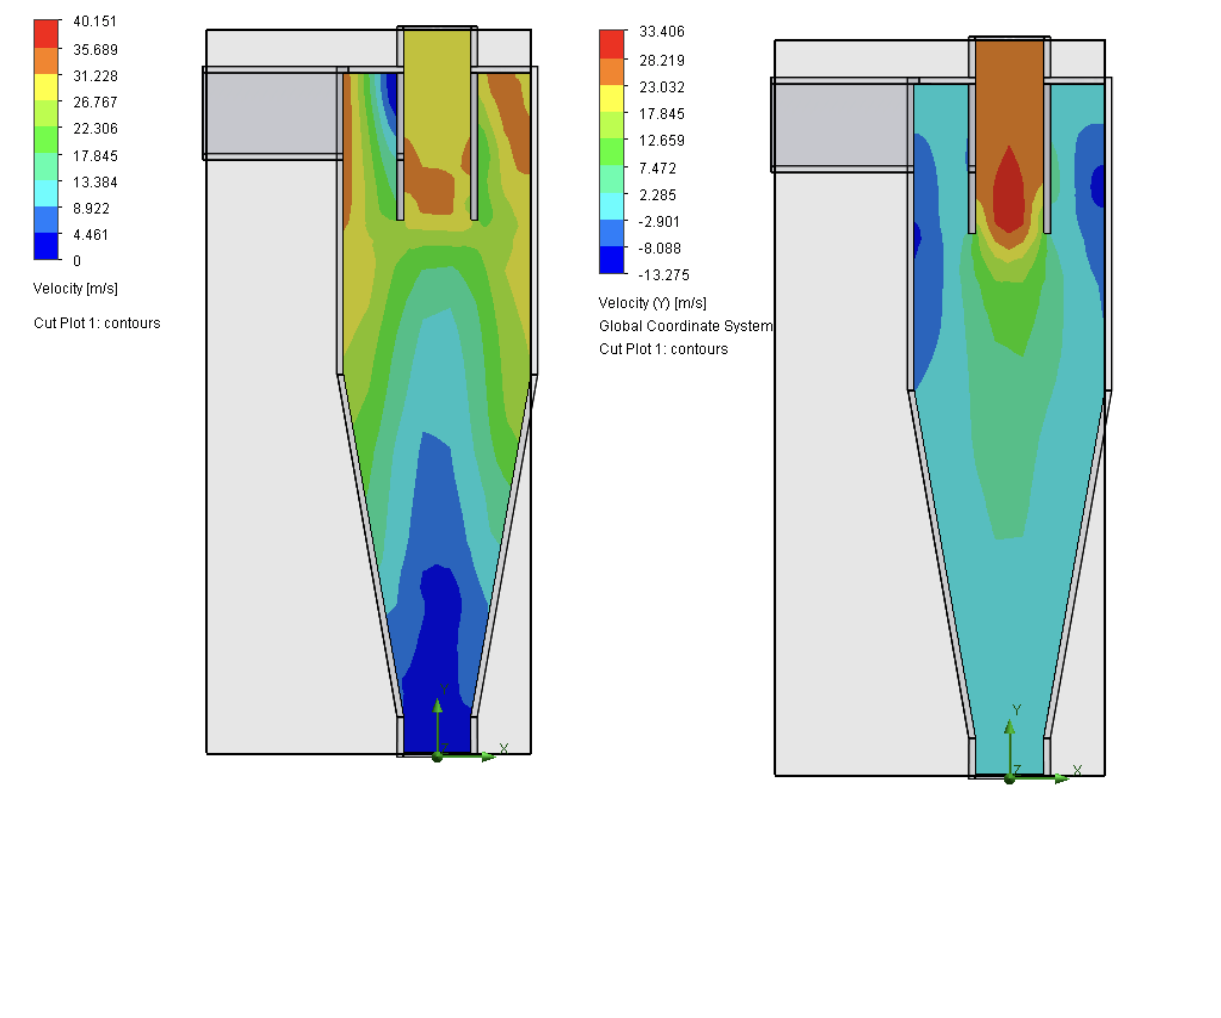 40.151
35.689
31.228
26.767
22.306
17.845
13.384
8.922
4.461
0
Velocity [m/s]
Cut Plot 1: contours
Y
Z
X
33.406
28.219
23.032
17.845
12.659
7.472
2.285
-2.901
-8.088
-13.275
Velocity (Y) [m/s]
Global Coordinate System
Cut Plot 1: contours
Y
Z
X